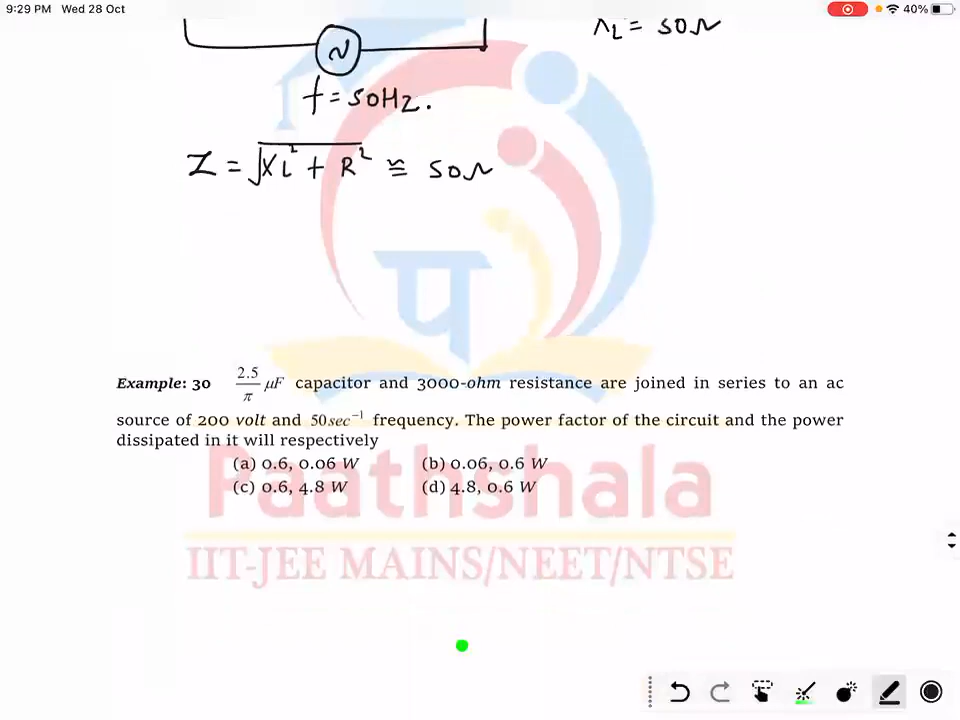 9:29 PM Wed 28 Oct 40%
= 50Ω
f = 50Hz.
Z = √XL² + R² ≅ 50Ω
प
Example: 30 2.5/π μF capacitor and 3000-ohm resistance are joined in series to an ac
source of 200 volt and 50sec⁻¹ frequency. The power factor of the circuit and the power
dissipated in it will respectively
(a) 0.6, 0.06 W (b) 0.06, 0.6 W
(c) 0.6, 4.8 W (d) 4.8, 0.6 W
Paathshala
IIT-JEE MAINS/NEET/NTSE